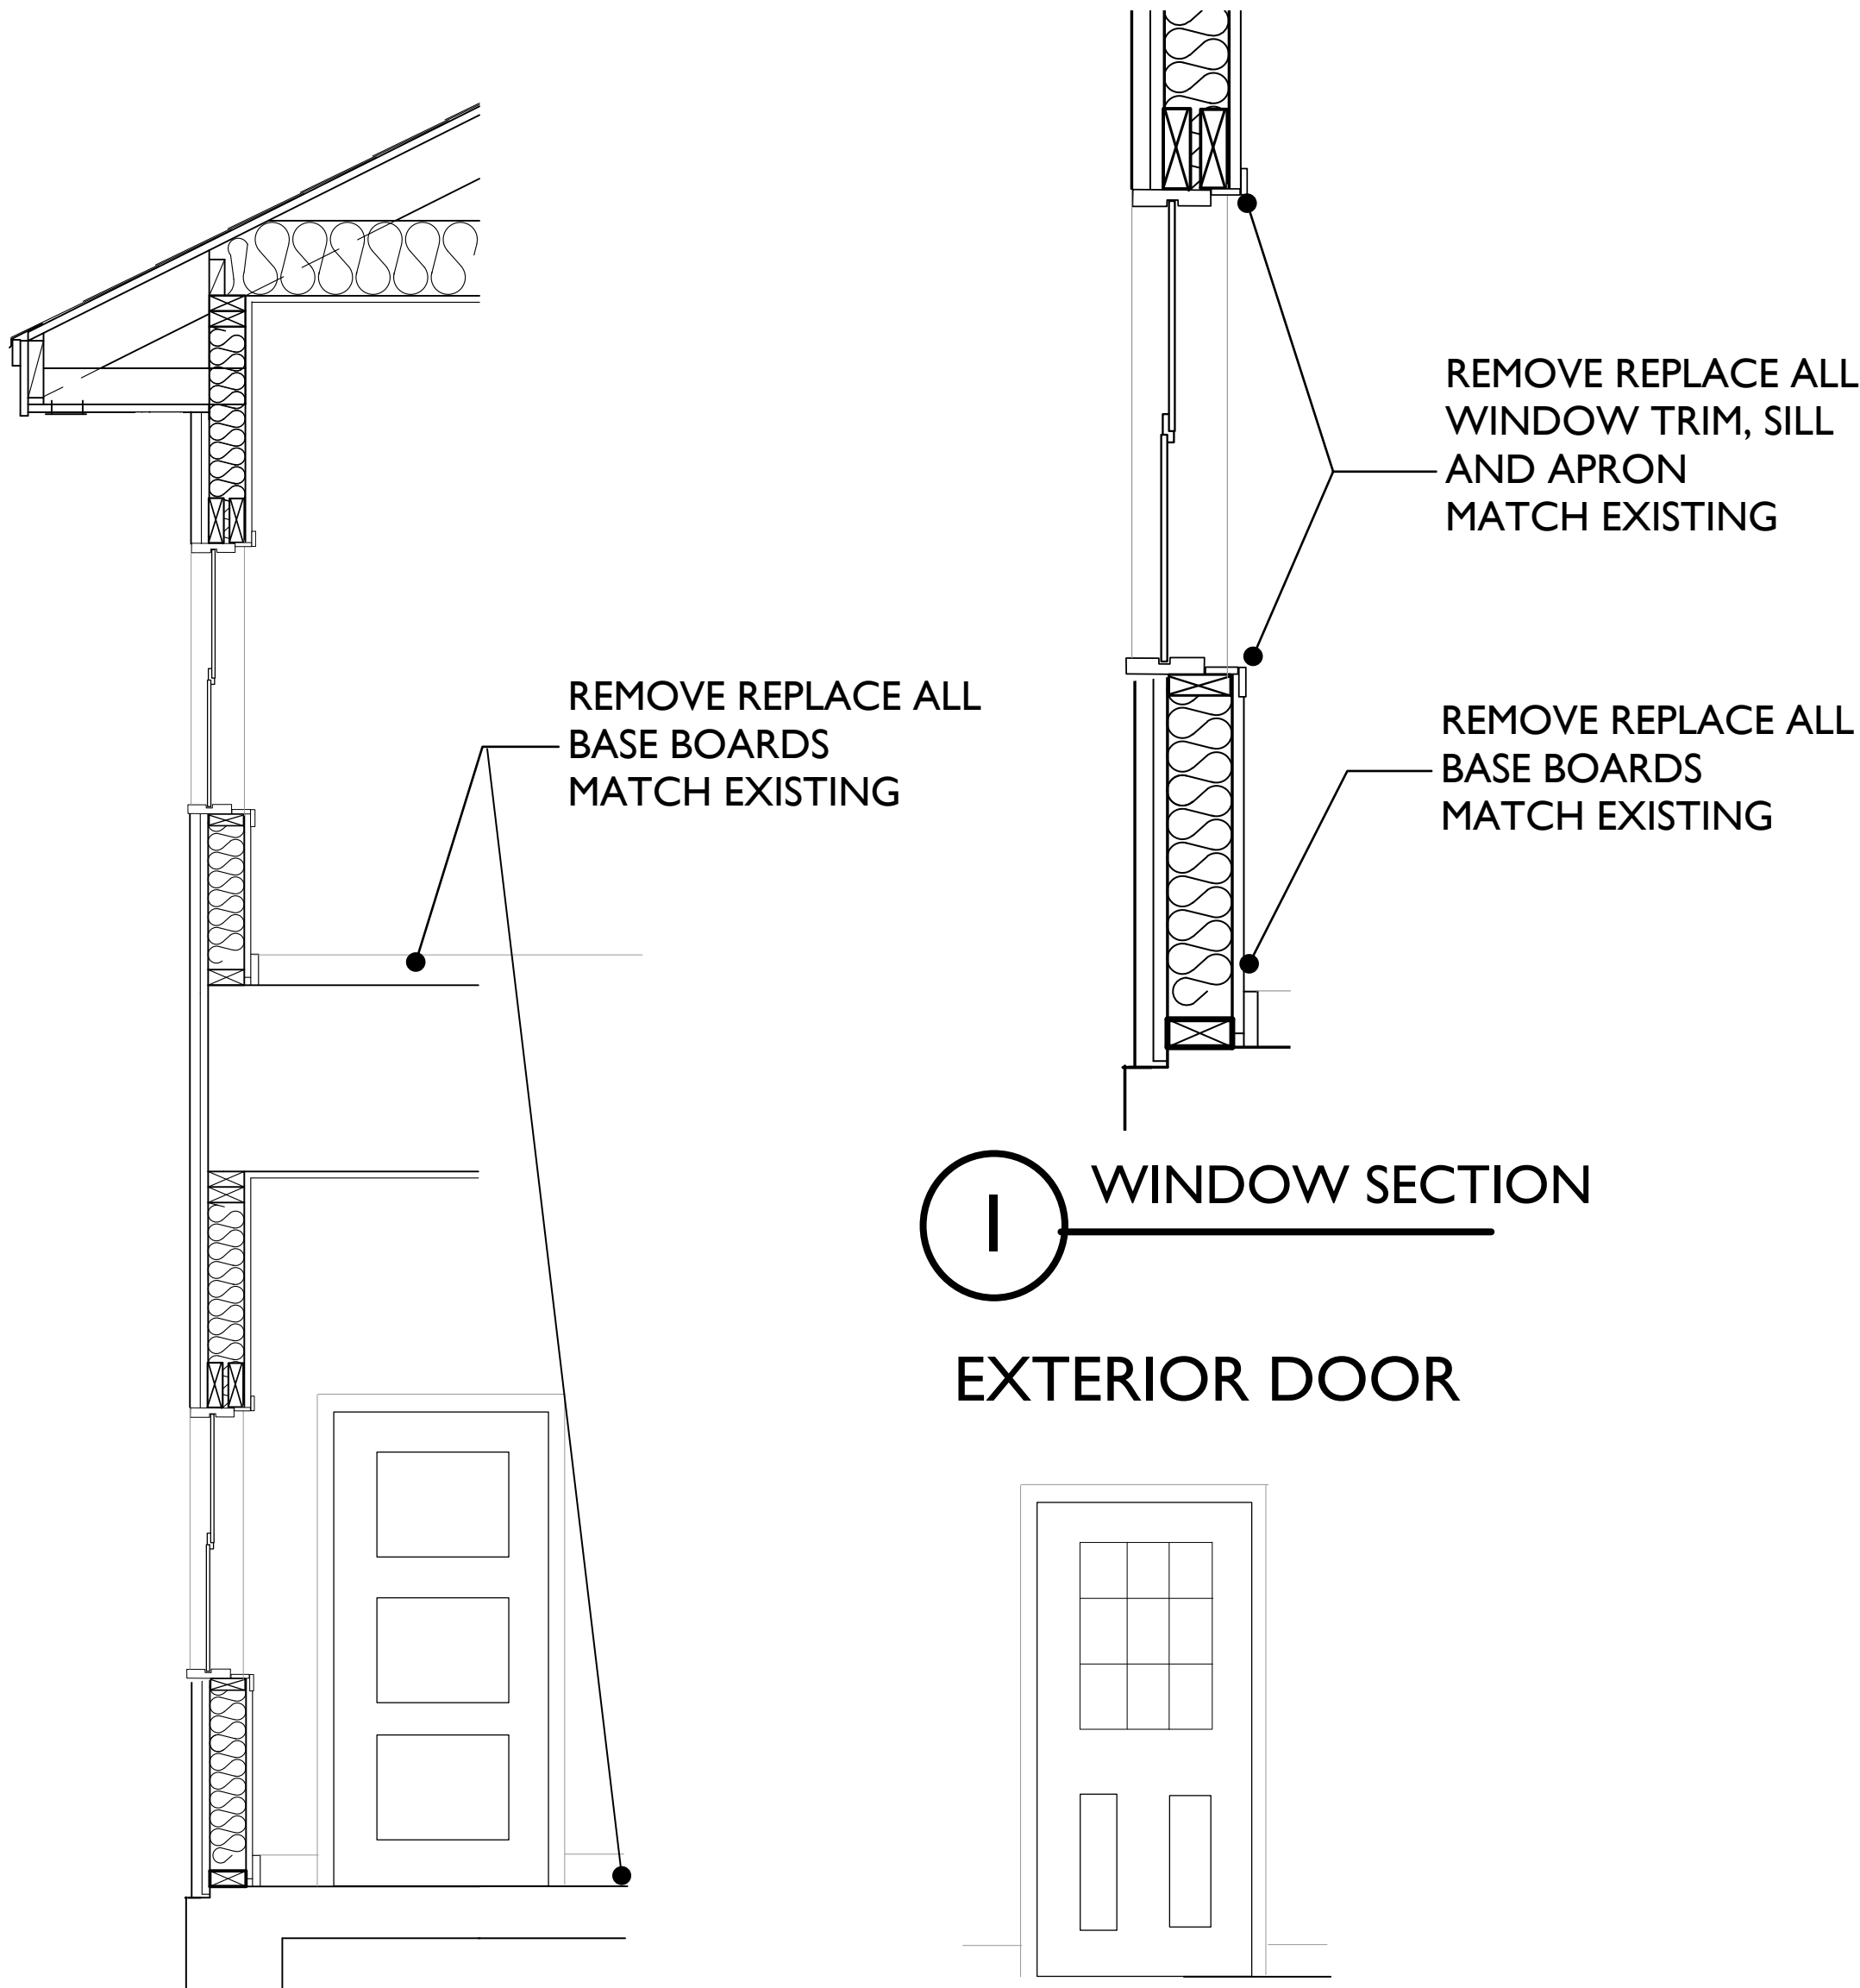 REMOVE REPLACE ALL
WINDOW TRIM, SILL
AND APRON
MATCH EXISTING
REMOVE REPLACE ALL
BASE BOARDS
MATCH EXISTING
REMOVE REPLACE ALL
BASE BOARDS
MATCH EXISTING
1
WINDOW SECTION
EXTERIOR DOOR